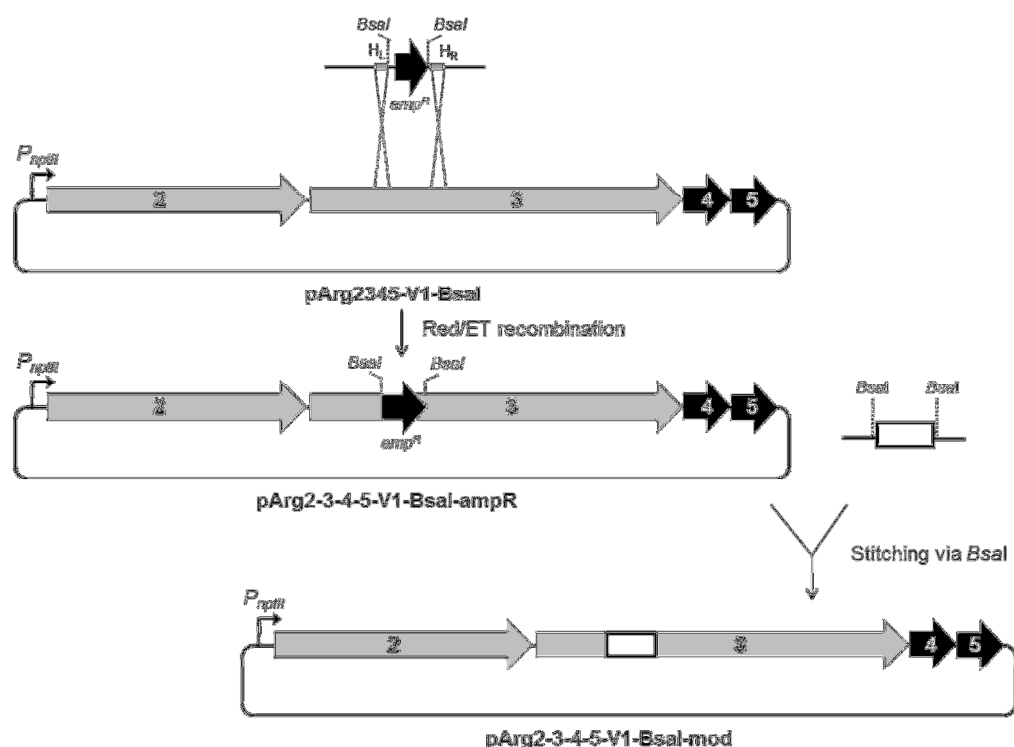 BsaI BsaI
HL HR
ampR
PnptII
2 3 4 5
pArg2345-V1-BsaI
Red/ET recombination
BsaI BsaI
PnptII
2 3 4 5
ampR
BsaI BsaI
pArg2-3-4-5-V1-BsaI-ampR
Stitching via BsaI
PnptII
2 3 4 5
pArg2-3-4-5-V1-BsaI-mod